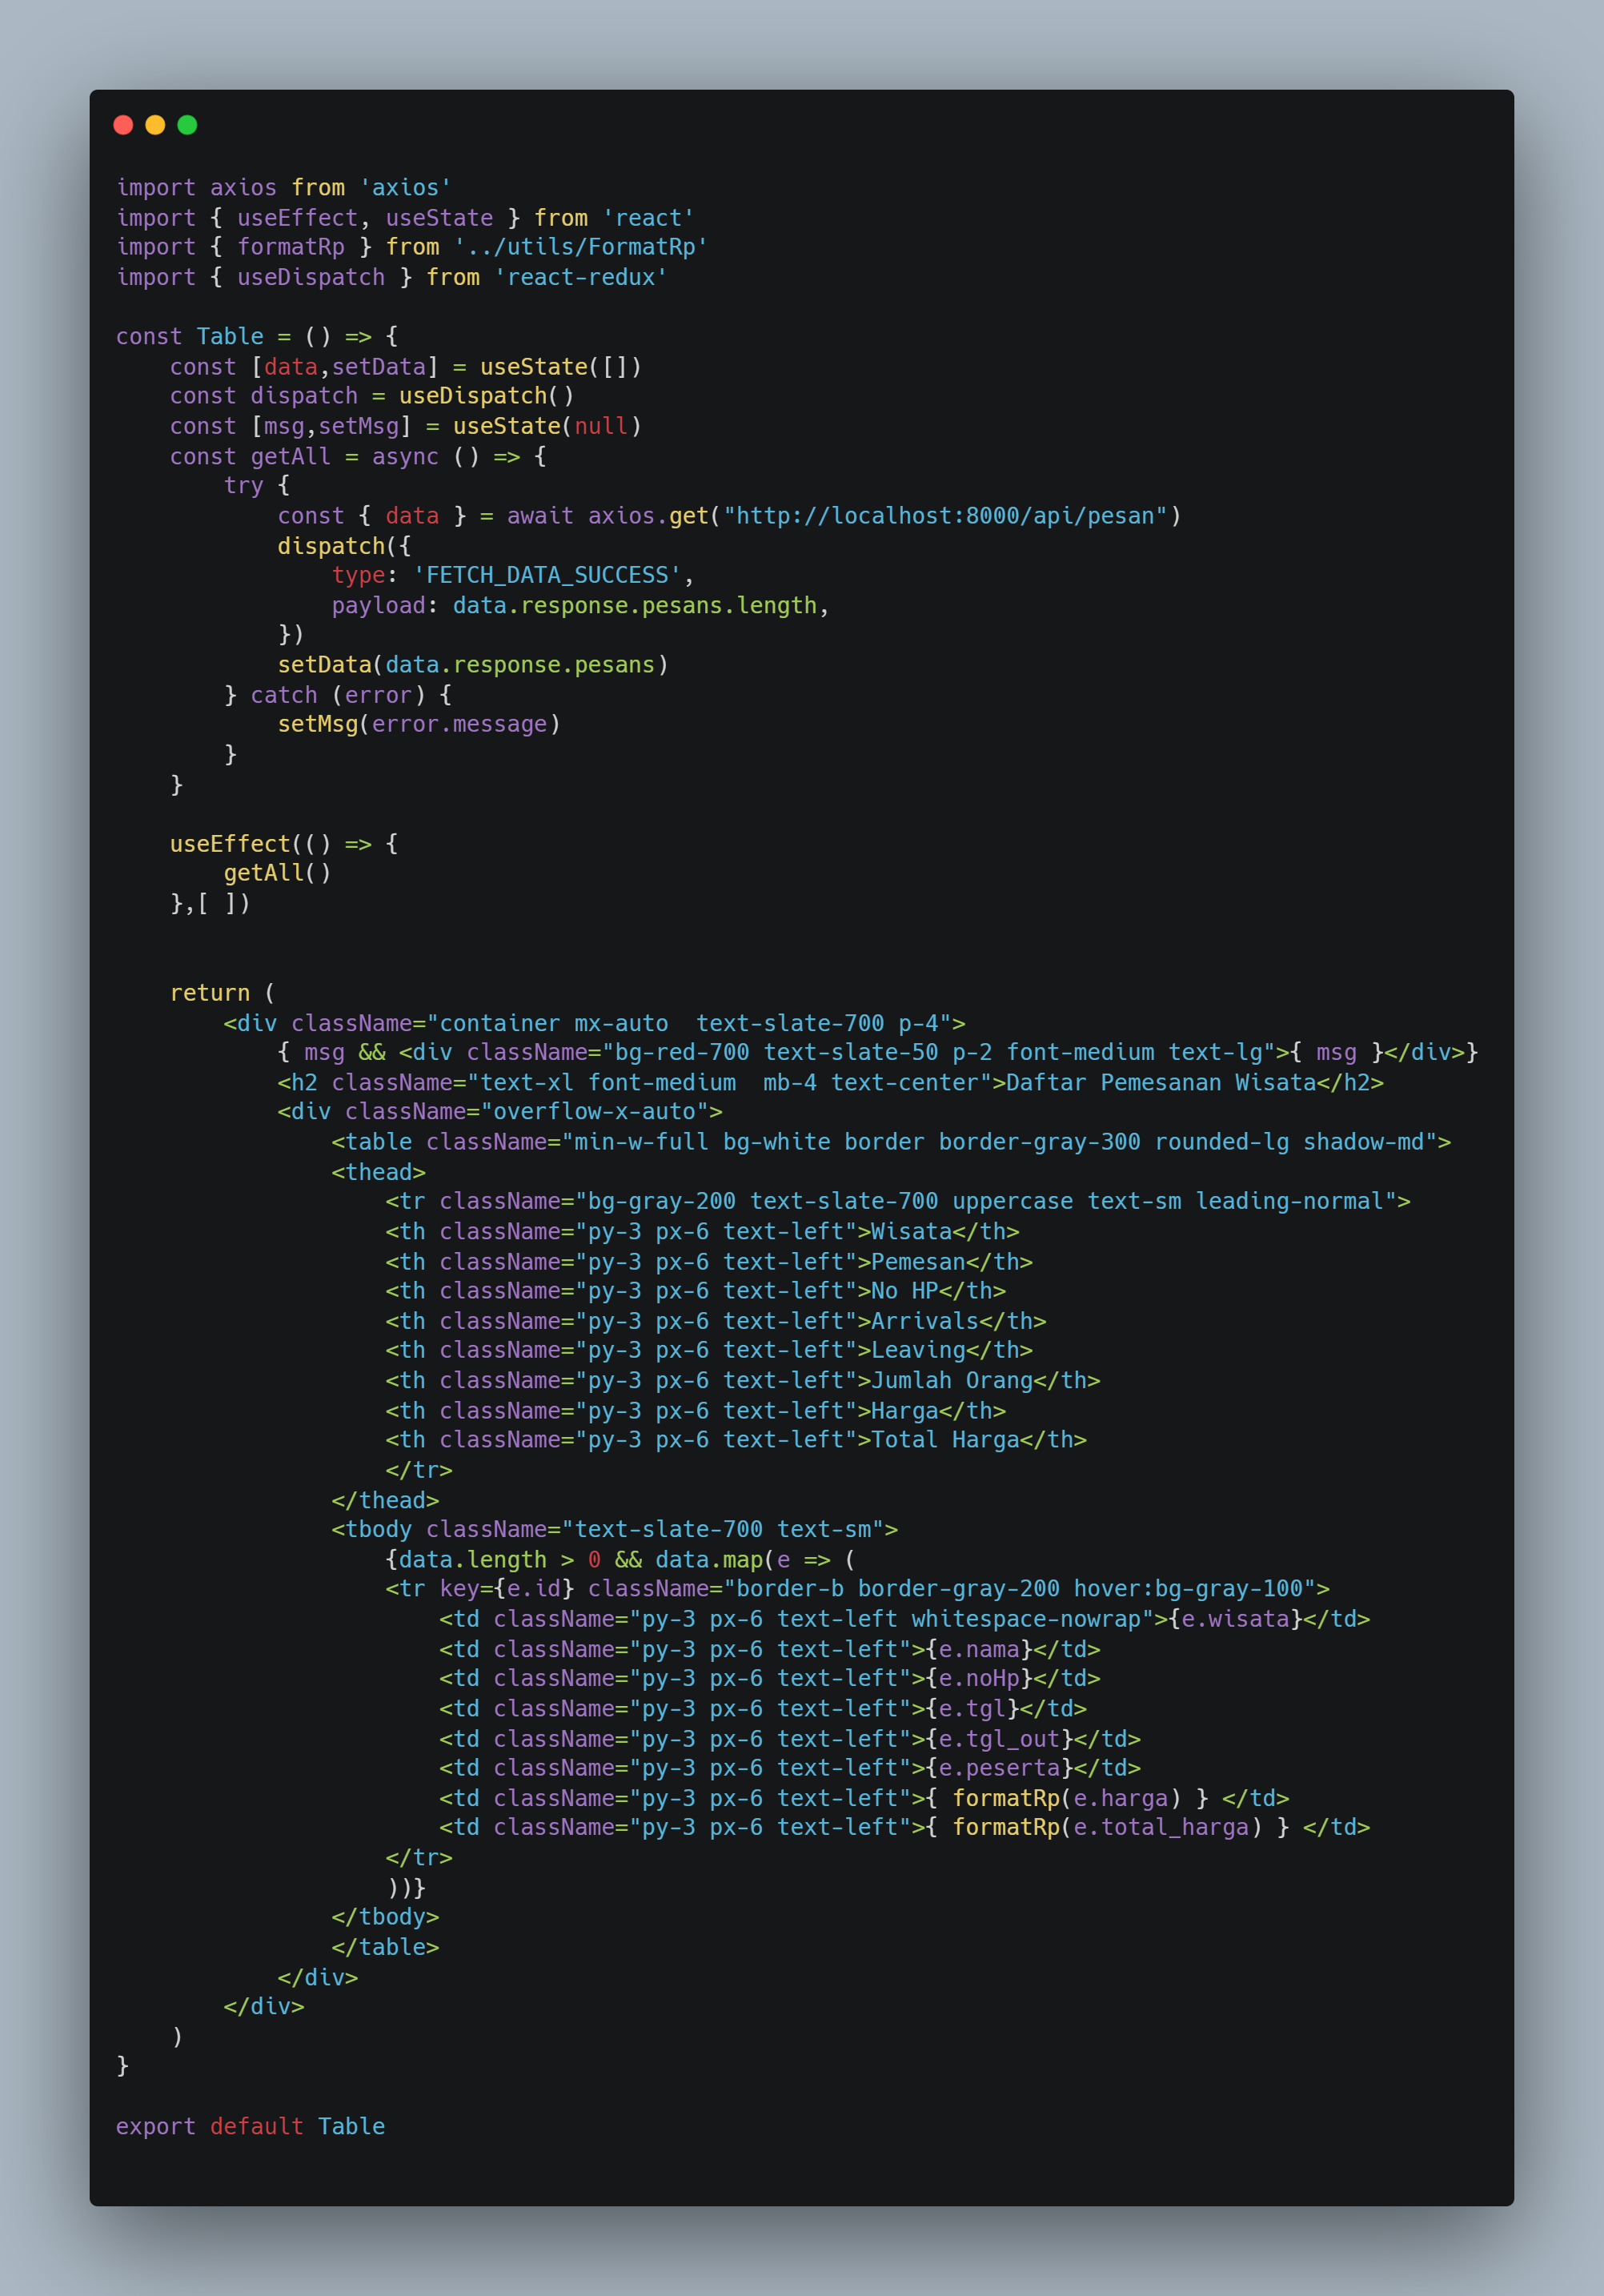 import axios from 'axios'
import { useEffect, useState } from 'react'
import { formatRp } from '../utils/FormatRp'
import { useDispatch } from 'react-redux'

const Table = () => {
    const [data,setData] = useState([])
    const dispatch = useDispatch()
    const [msg,setMsg] = useState(null)
    const getAll = async () => {
        try {
            const { data } = await axios.get("http://localhost:8000/api/pesan")
            dispatch({
                type: 'FETCH_DATA_SUCCESS',
                payload: data.response.pesans.length,
            })
            setData(data.response.pesans)
        } catch (error) {
            setMsg(error.message)
        }
    }

    useEffect(() => {
        getAll()
    },[ ])


    return (
        <div className="container mx-auto  text-slate-700 p-4">
            { msg && <div className="bg-red-700 text-slate-50 p-2 font-medium text-lg">{ msg }</div>}
            <h2 className="text-xl font-medium  mb-4 text-center">Daftar Pemesanan Wisata</h2>
            <div className="overflow-x-auto">
                <table className="min-w-full bg-white border border-gray-300 rounded-lg shadow-md">
                <thead>
                    <tr className="bg-gray-200 text-slate-700 uppercase text-sm leading-normal">
                    <th className="py-3 px-6 text-left">Wisata</th>
                    <th className="py-3 px-6 text-left">Pemesan</th>
                    <th className="py-3 px-6 text-left">No HP</th>
                    <th className="py-3 px-6 text-left">Arrivals</th>
                    <th className="py-3 px-6 text-left">Leaving</th>
                    <th className="py-3 px-6 text-left">Jumlah Orang</th>
                    <th className="py-3 px-6 text-left">Harga</th>
                    <th className="py-3 px-6 text-left">Total Harga</th>
                    </tr>
                </thead>
                <tbody className="text-slate-700 text-sm">
                    {data.length > 0 && data.map(e => (
                    <tr key={e.id} className="border-b border-gray-200 hover:bg-gray-100">
                        <td className="py-3 px-6 text-left whitespace-nowrap">{e.wisata}</td>
                        <td className="py-3 px-6 text-left">{e.nama}</td>
                        <td className="py-3 px-6 text-left">{e.noHp}</td>
                        <td className="py-3 px-6 text-left">{e.tgl}</td>
                        <td className="py-3 px-6 text-left">{e.tgl_out}</td>
                        <td className="py-3 px-6 text-left">{e.peserta}</td>
                        <td className="py-3 px-6 text-left">{ formatRp(e.harga) } </td>
                        <td className="py-3 px-6 text-left">{ formatRp(e.total_harga) } </td>
                    </tr>
                    ))}
                </tbody>
                </table>
            </div>
        </div>
    )
}

export default Table